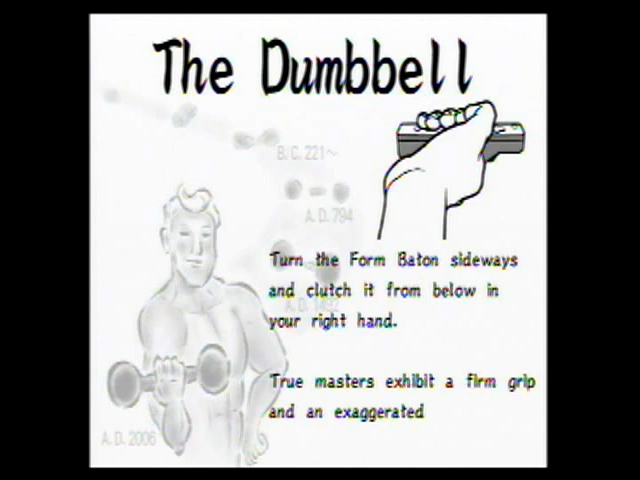 The Dumbbell
B.C. 221~
A.D. 794
Turn the Form Baton sideways
and clutch it from below in
your right hand.
True masters exhibit a firm grip
and an exaggerated
A.D. 2006